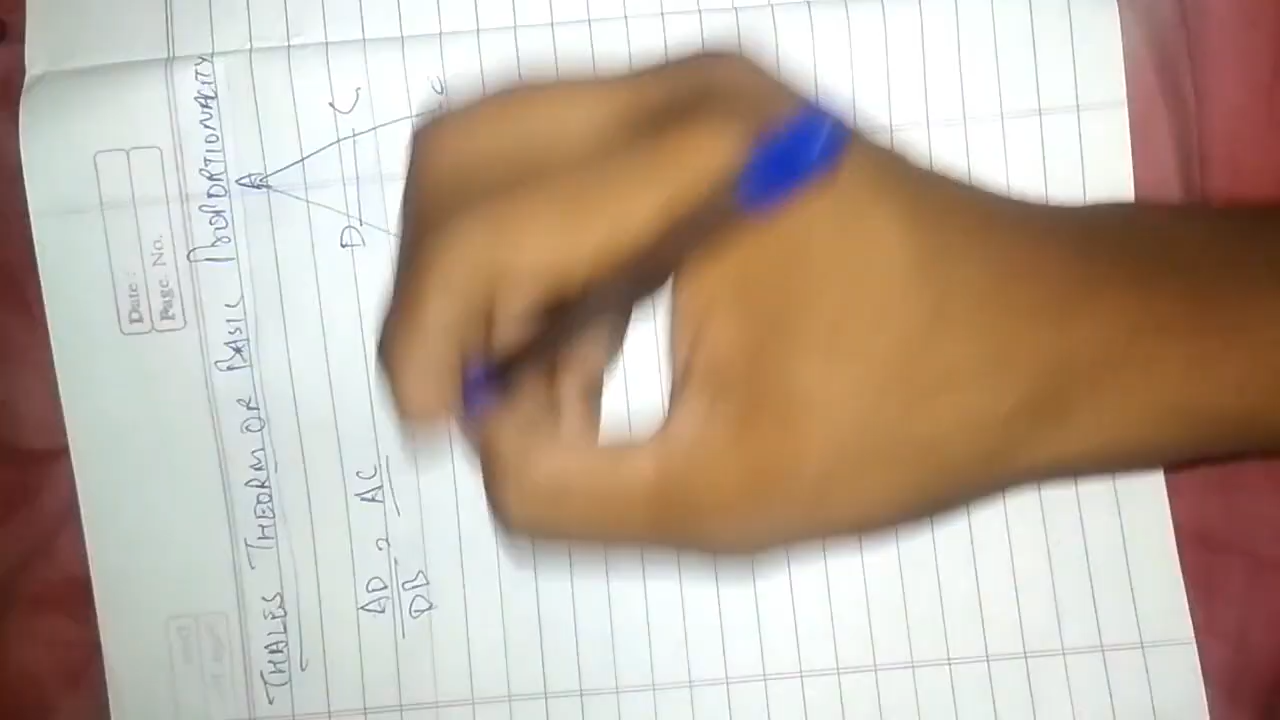 Date :
Page. No.
THALES THEORM OR BASIC PROPORTIONALITY
A
D C
C
AD = AC
DB